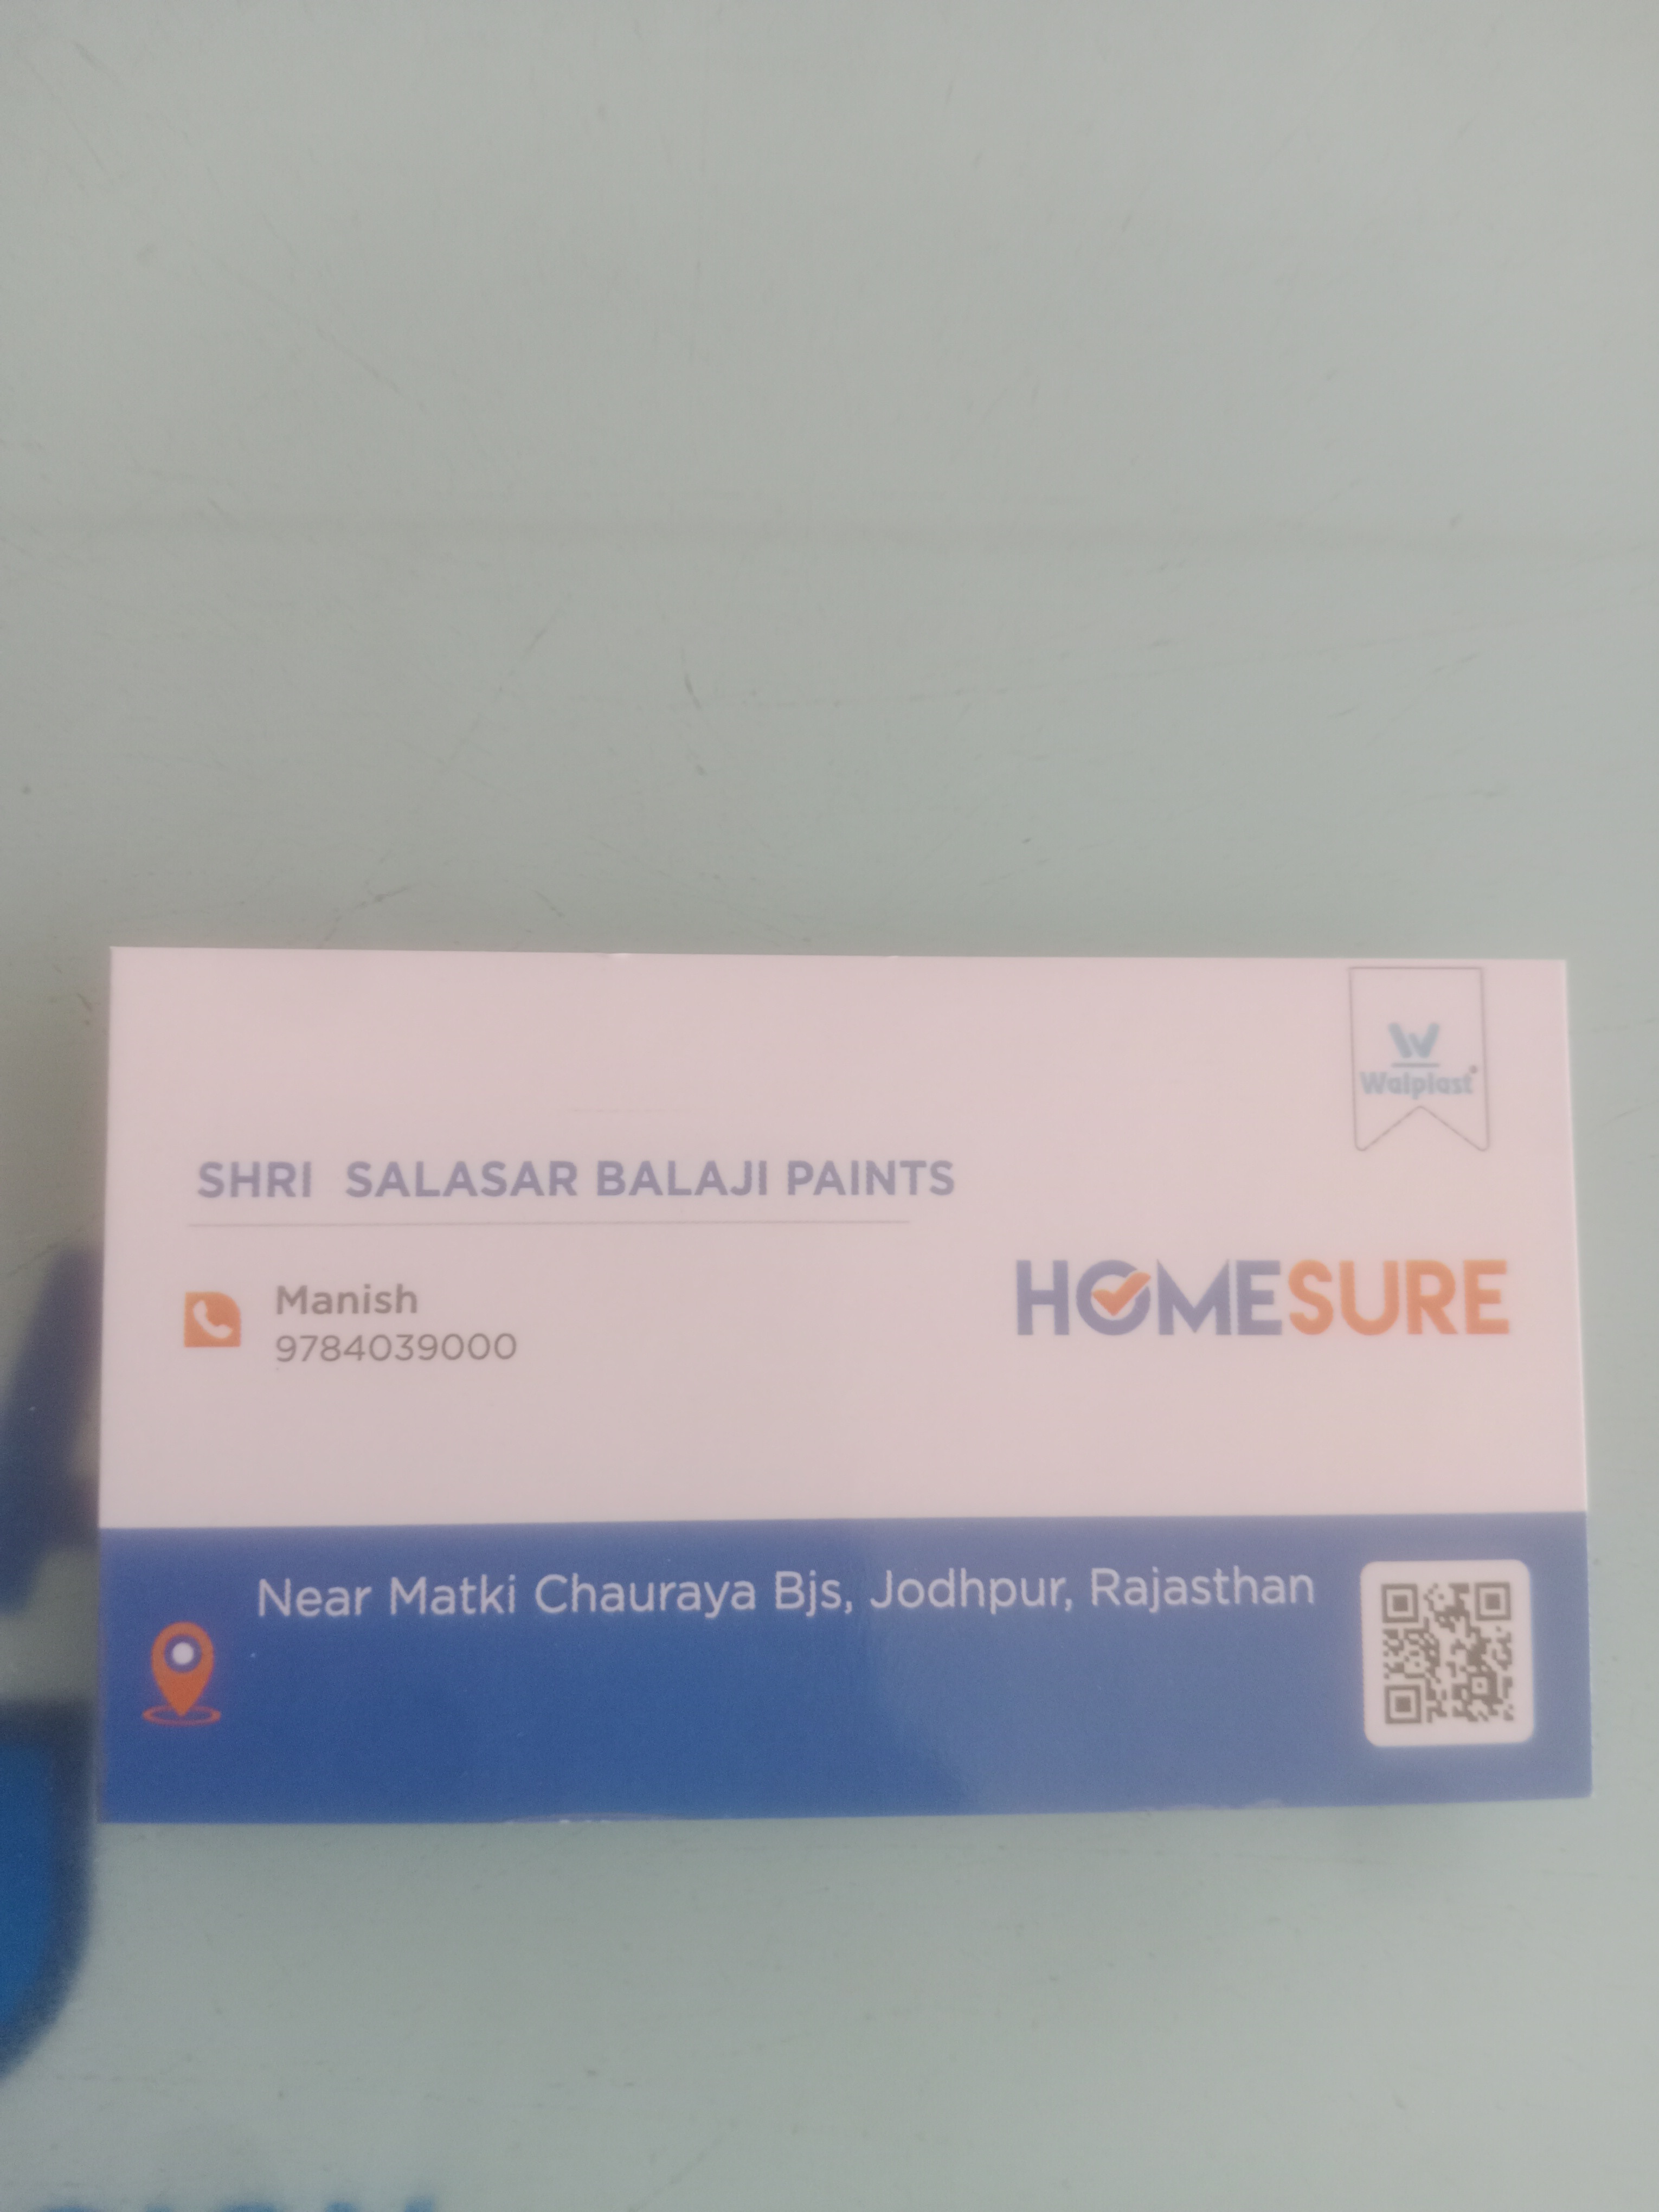 Walplast
SHRI SALASAR BALAJI PAINTS
Manish
9784039000
HOMESURE
Near Matki Chauraya Bjs, Jodhpur, Rajasthan